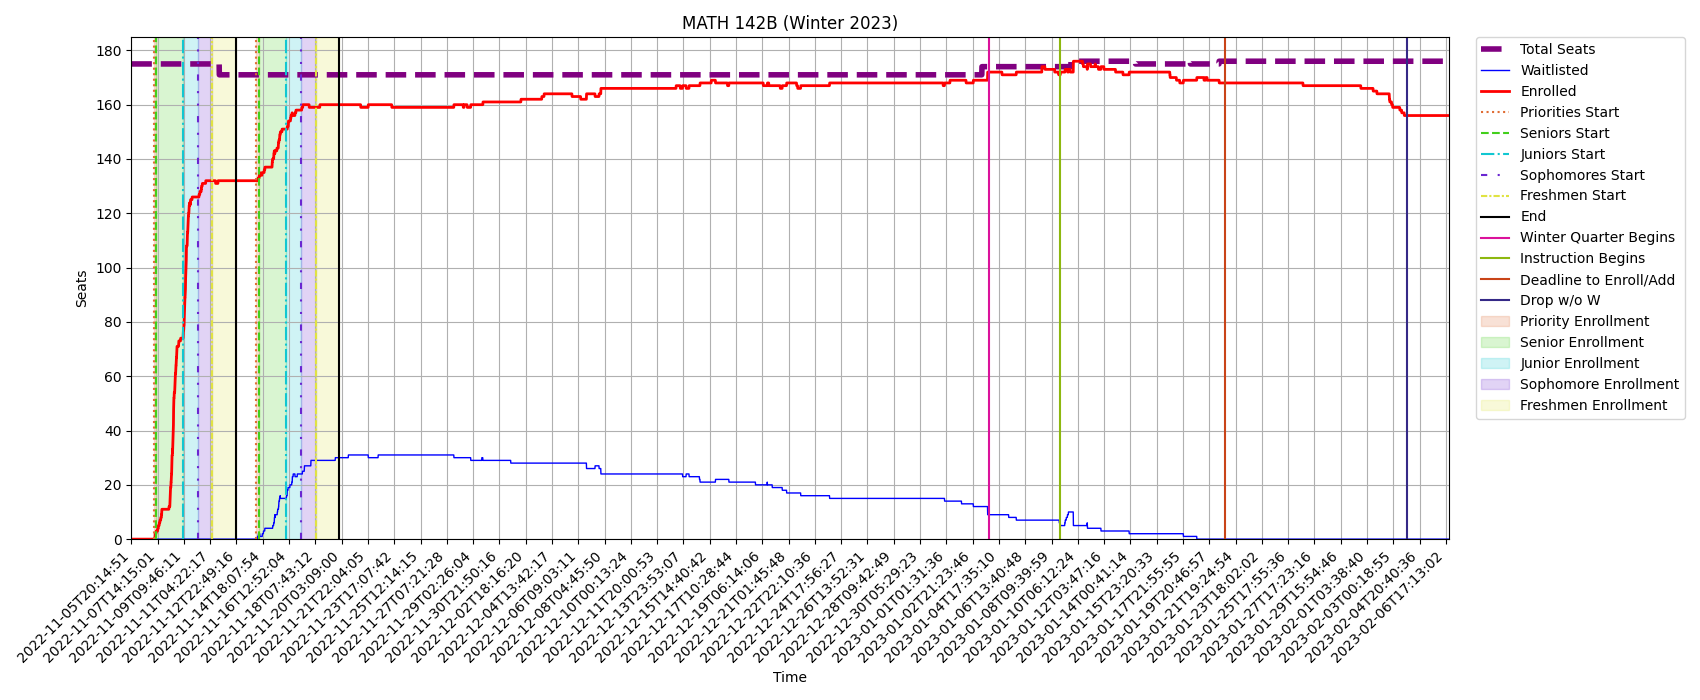 MATH 142B (Winter 2023)
Seats
180
160
140
120
100
80
60
40
20
0
2022-11-05T20:14:51
2022-11-07T14:15:01
2022-11-09T09:46:11
2022-11-11T04:22:17
2022-11-12T22:49:16
2022-11-14T18:07:54
2022-11-16T12:52:04
2022-11-18T07:43:12
2022-11-20T03:09:00
2022-11-21T22:04:05
2022-11-23T17:07:42
2022-11-25T12:14:15
2022-11-27T07:21:28
2022-11-29T02:26:04
2022-11-30T21:50:16
2022-12-02T18:16:20
2022-12-04T13:42:17
2022-12-06T09:03:11
2022-12-08T04:45:50
2022-12-10T00:13:24
2022-12-11T20:00:53
2022-12-13T23:53:07
2022-12-15T14:40:42
2022-12-17T10:28:44
2022-12-19T06:14:06
2022-12-21T01:45:48
2022-12-22T22:10:36
2022-12-24T17:56:27
2022-12-26T13:52:31
2022-12-28T09:42:49
2022-12-30T05:29:23
2023-01-01T01:31:36
2023-01-02T21:23:46
2023-01-04T17:35:10
2023-01-06T13:40:48
2023-01-08T09:39:59
2023-01-10T06:12:24
2023-01-12T03:47:16
2023-01-14T00:41:14
2023-01-15T23:20:35
2023-01-17T21:55:55
2023-01-19T20:46:57
2023-01-21T19:24:54
2023-01-23T18:02:02
2023-01-25T17:55:36
2023-01-27T17:23:16
2023-01-29T15:54:46
2023-02-01T03:38:40
2023-02-03T00:18:55
2023-02-04T20:40:36
2023-02-06T17:13:02
Time
Total Seats
Waitlisted
Enrolled
Priorities Start
Seniors Start
Juniors Start
Sophomores Start
Freshmen Start
End
Winter Quarter Begins
Instruction Begins
Deadline to Enroll/Add
Drop w/o W
Priority Enrollment
Senior Enrollment
Junior Enrollment
Sophomore Enrollment
Freshmen Enrollment